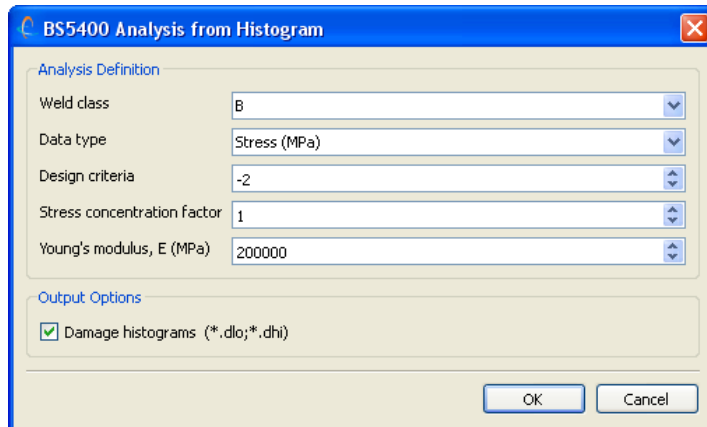 BS5400 Analysis from Histogram
Analysis Definition
Weld class B
Data type Stress (MPa)
Design criteria -2
Stress concentration factor 1
Young's modulus, E (MPa) 200000
Output Options
Damage histograms (*.dlo;*.dhi)
OK Cancel